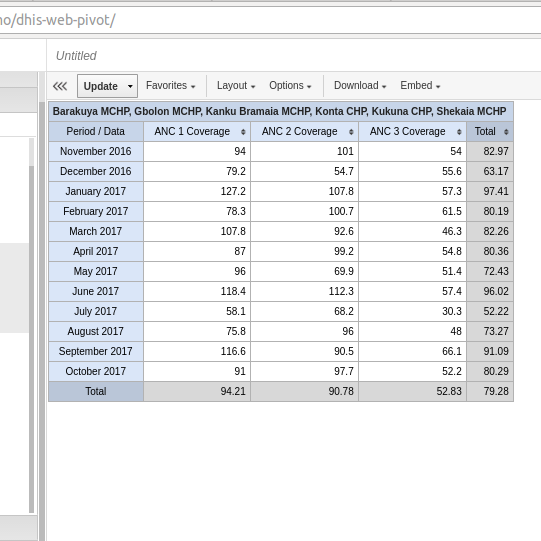 no/dhis-web-pivot/
Untitled
Update Favorites Layout Options Download Embed
Barakuya MCHP, Gbolon MCHP, Kanku Bramaia MCHP, Konta CHP, Kukuna CHP, Shekaia MCHP
Period / Data ANC 1 Coverage ANC 2 Coverage ANC 3 Coverage Total
November 2016 94 101 54 82.97
December 2016 79.2 54.7 55.6 63.17
January 2017 127.2 107.8 57.3 97.41
February 2017 78.3 100.7 61.5 80.19
March 2017 107.8 92.6 46.3 82.26
April 2017 87 99.2 54.8 80.36
May 2017 96 69.9 51.4 72.43
June 2017 118.4 112.3 57.4 96.02
July 2017 58.1 68.2 30.3 52.22
August 2017 75.8 96 48 73.27
September 2017 116.6 90.5 66.1 91.09
October 2017 91 97.7 52.2 80.29
Total 94.21 90.78 52.83 79.28